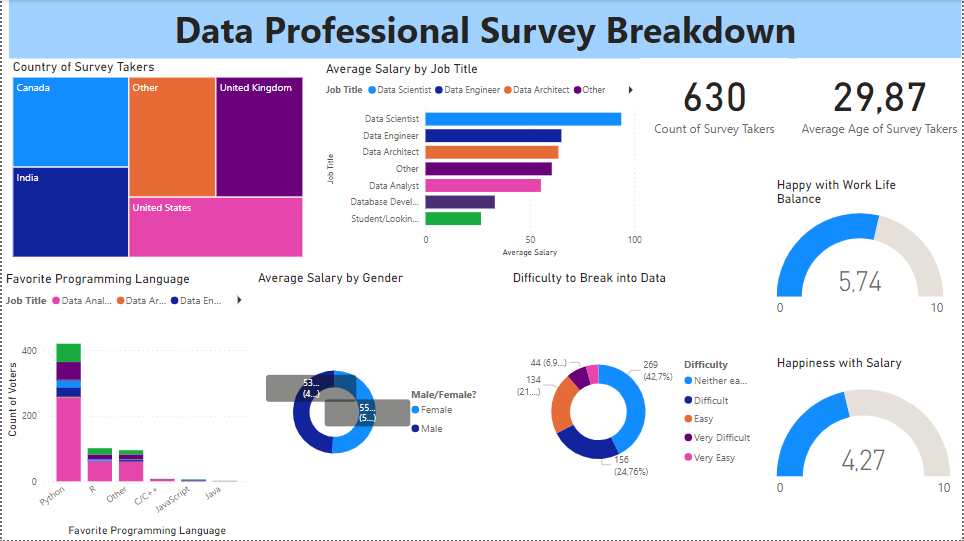 Data Professional Survey Breakdown
Country of Survey Takers
Canada
Other
United Kingdom
India
United States
Average Salary by Job Title
Job Title Data Scientist Data Engineer Data Architect Other
Job Title
Data Scientist
Data Engineer
Data Architect
Other
Data Analyst
Database Devel...
Student/Lookin...
0 50 100
Average Salary
630
Count of Survey Takers
29,87
Average Age of Survey Takers
Happy with Work Life
Balance
5,74
0 10
Favorite Programming Language
Job Title Data Anal... Data Ar... Data En...
Count of Voters
400
200
0
Python
R
Other
C/C++
JavaScript
Java
Favorite Programming Language
Average Salary by Gender
53...
(4...)
55...
(5...)
Male/Female?
Female
Male
Difficulty to Break into Data
44 (6,9...)
134
(21,...)
269
(42,7%)
156
(24,76%)
Difficulty
Neither ea...
Difficult
Easy
Very Difficult
Very Easy
Happiness with Salary
4,27
0 10